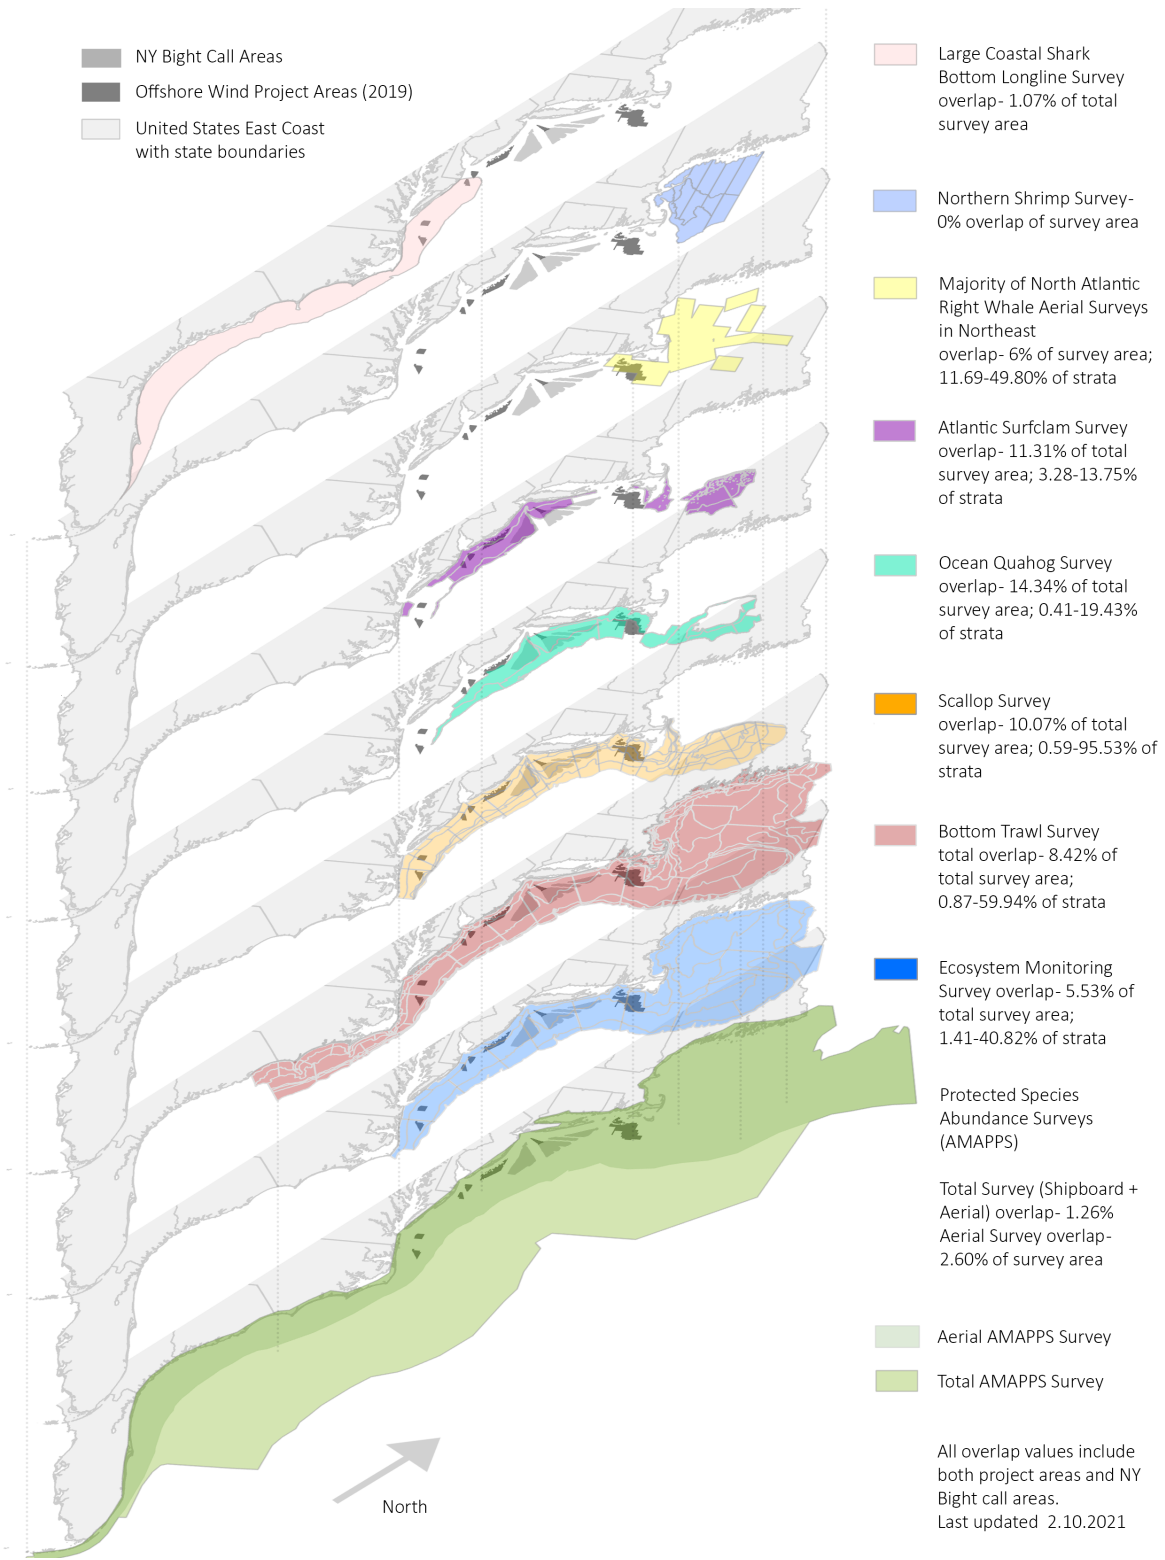 NY Bight Call Areas
Offshore Wind Project Areas (2019)
United States East Coast
with state boundaries
Large Coastal Shark
Bottom Longline Survey
overlap- 1.07% of total
survey area
Northern Shrimp Survey-
0% overlap of survey area
Majority of North Atlantic
Right Whale Aerial Surveys
in Northeast
overlap- 6% of survey area;
11.69-49.80% of strata
Atlantic Surfclam Survey
overlap- 11.31% of total
survey area; 3.28-13.75%
of strata
Ocean Quahog Survey
overlap- 14.34% of total
survey area; 0.41-19.43%
of strata
Scallop Survey
overlap- 10.07% of total
survey area; 0.59-95.53% of
strata
Bottom Trawl Survey
total overlap- 8.42% of
total survey area;
0.87-59.94% of strata
Ecosystem Monitoring
Survey overlap- 5.53% of
total survey area;
1.41-40.82% of strata
Protected Species
Abundance Surveys
(AMAPPS)
Total Survey (Shipboard +
Aerial) overlap- 1.26%
Aerial Survey overlap-
2.60% of survey area
Aerial AMAPPS Survey
Total AMAPPS Survey
All overlap values include
both project areas and NY
Bight call areas.
Last updated 2.10.2021
North